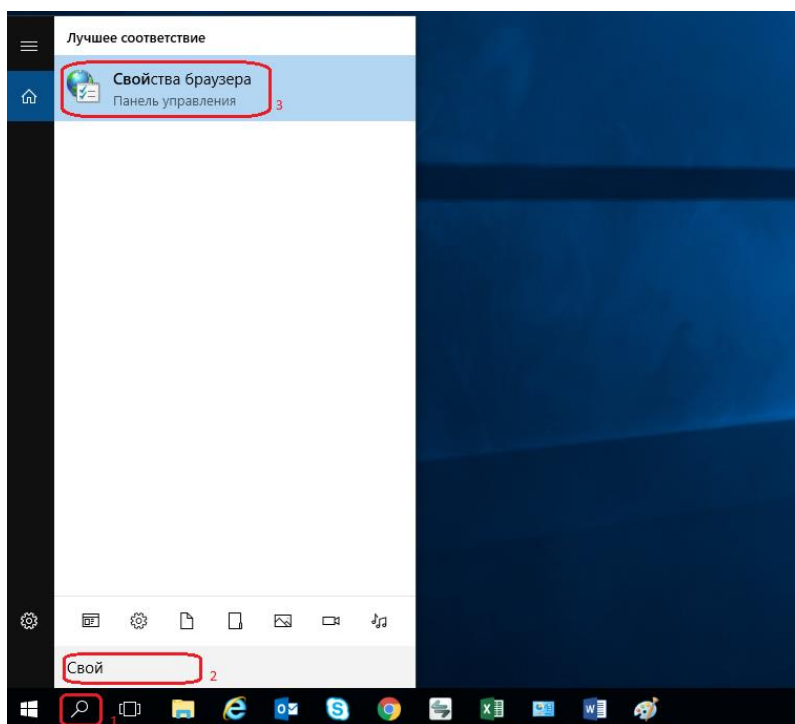 Лучшее соответствие
Свойства браузера
Панель управления
3
Свой
2
1